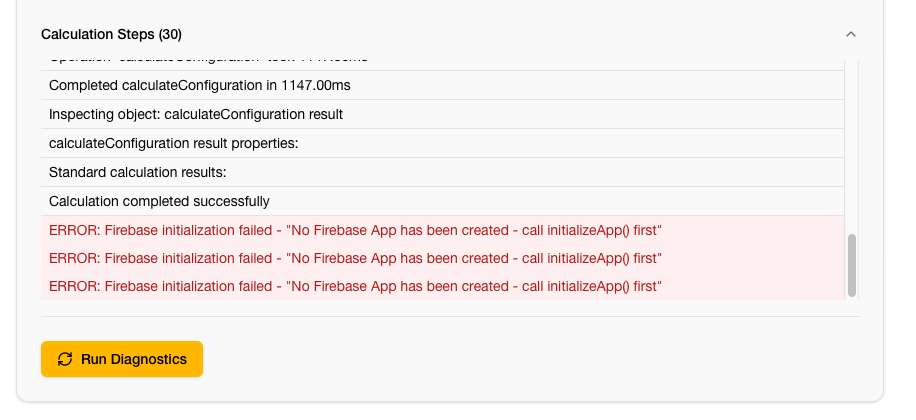 Calculation Steps (30)
Completed calculateConfiguration in 1147.00ms
Inspecting object: calculateConfiguration result
calculateConfiguration result properties:
Standard calculation results:
Calculation completed successfully
ERROR: Firebase initialization failed - "No Firebase App has been created - call initializeApp() first"
ERROR: Firebase initialization failed - "No Firebase App has been created - call initializeApp() first"
ERROR: Firebase initialization failed - "No Firebase App has been created - call initializeApp() first"
Run Diagnostics